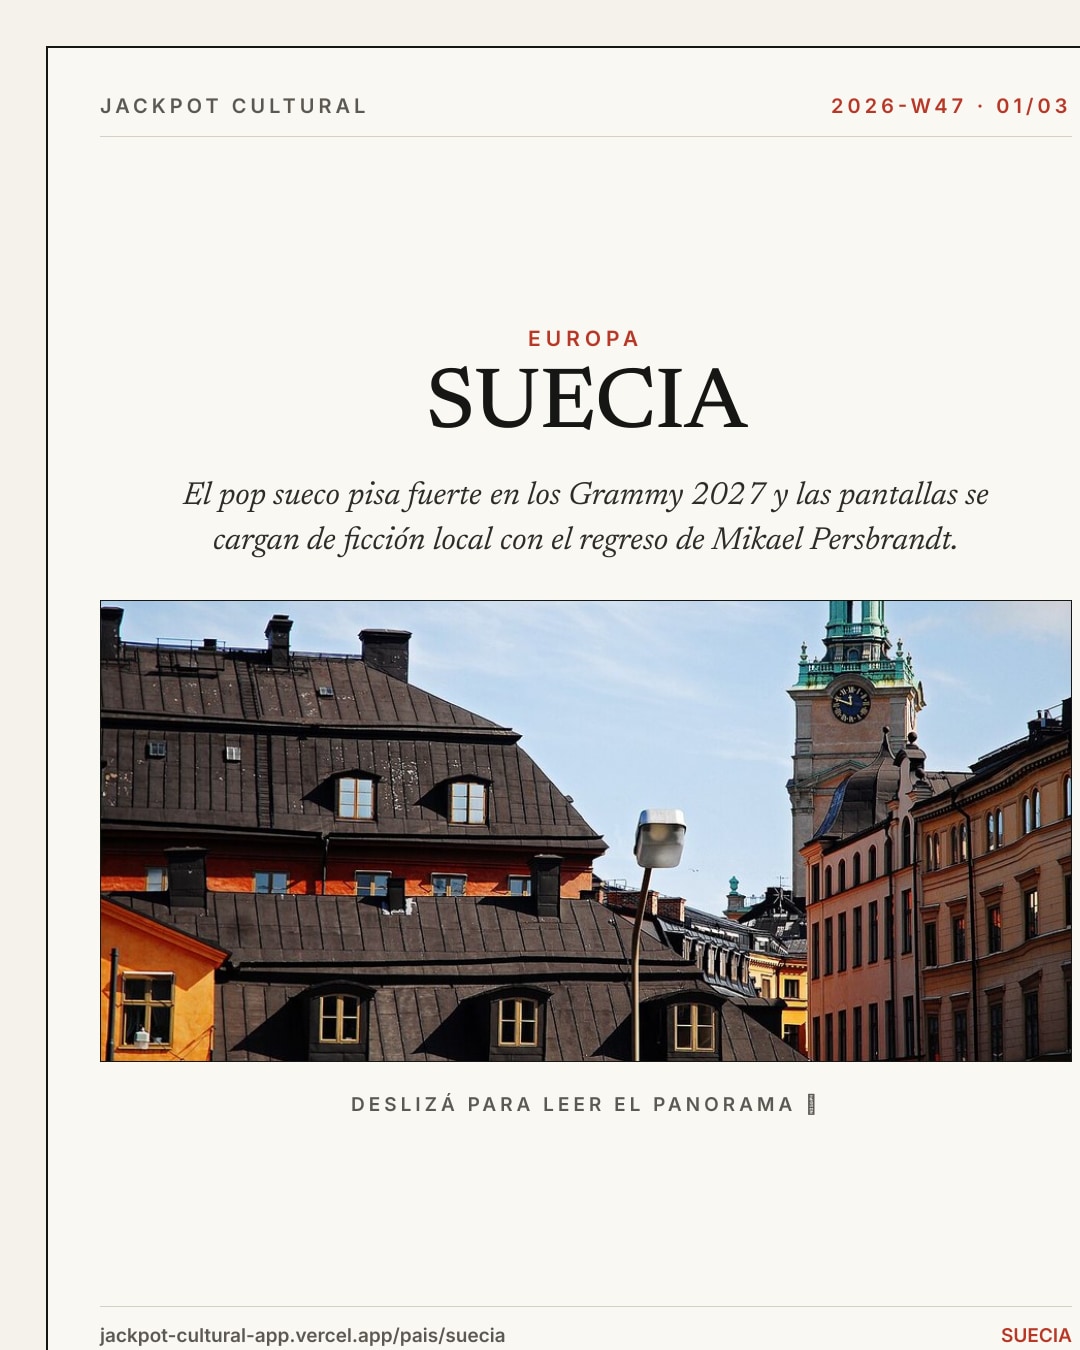 JACKPOT CULTURAL
2026-W47 · 01/03
EUROPA
SUECIA
El pop sueco pisa fuerte en los Grammy 2027 y las pantallas se
cargan de ficción local con el regreso de Mikael Persbrandt.
DESLIZÁ PARA LEER EL PANORAMA
jackpot-cultural-app.vercel.app/pais/suecia
SUECIA